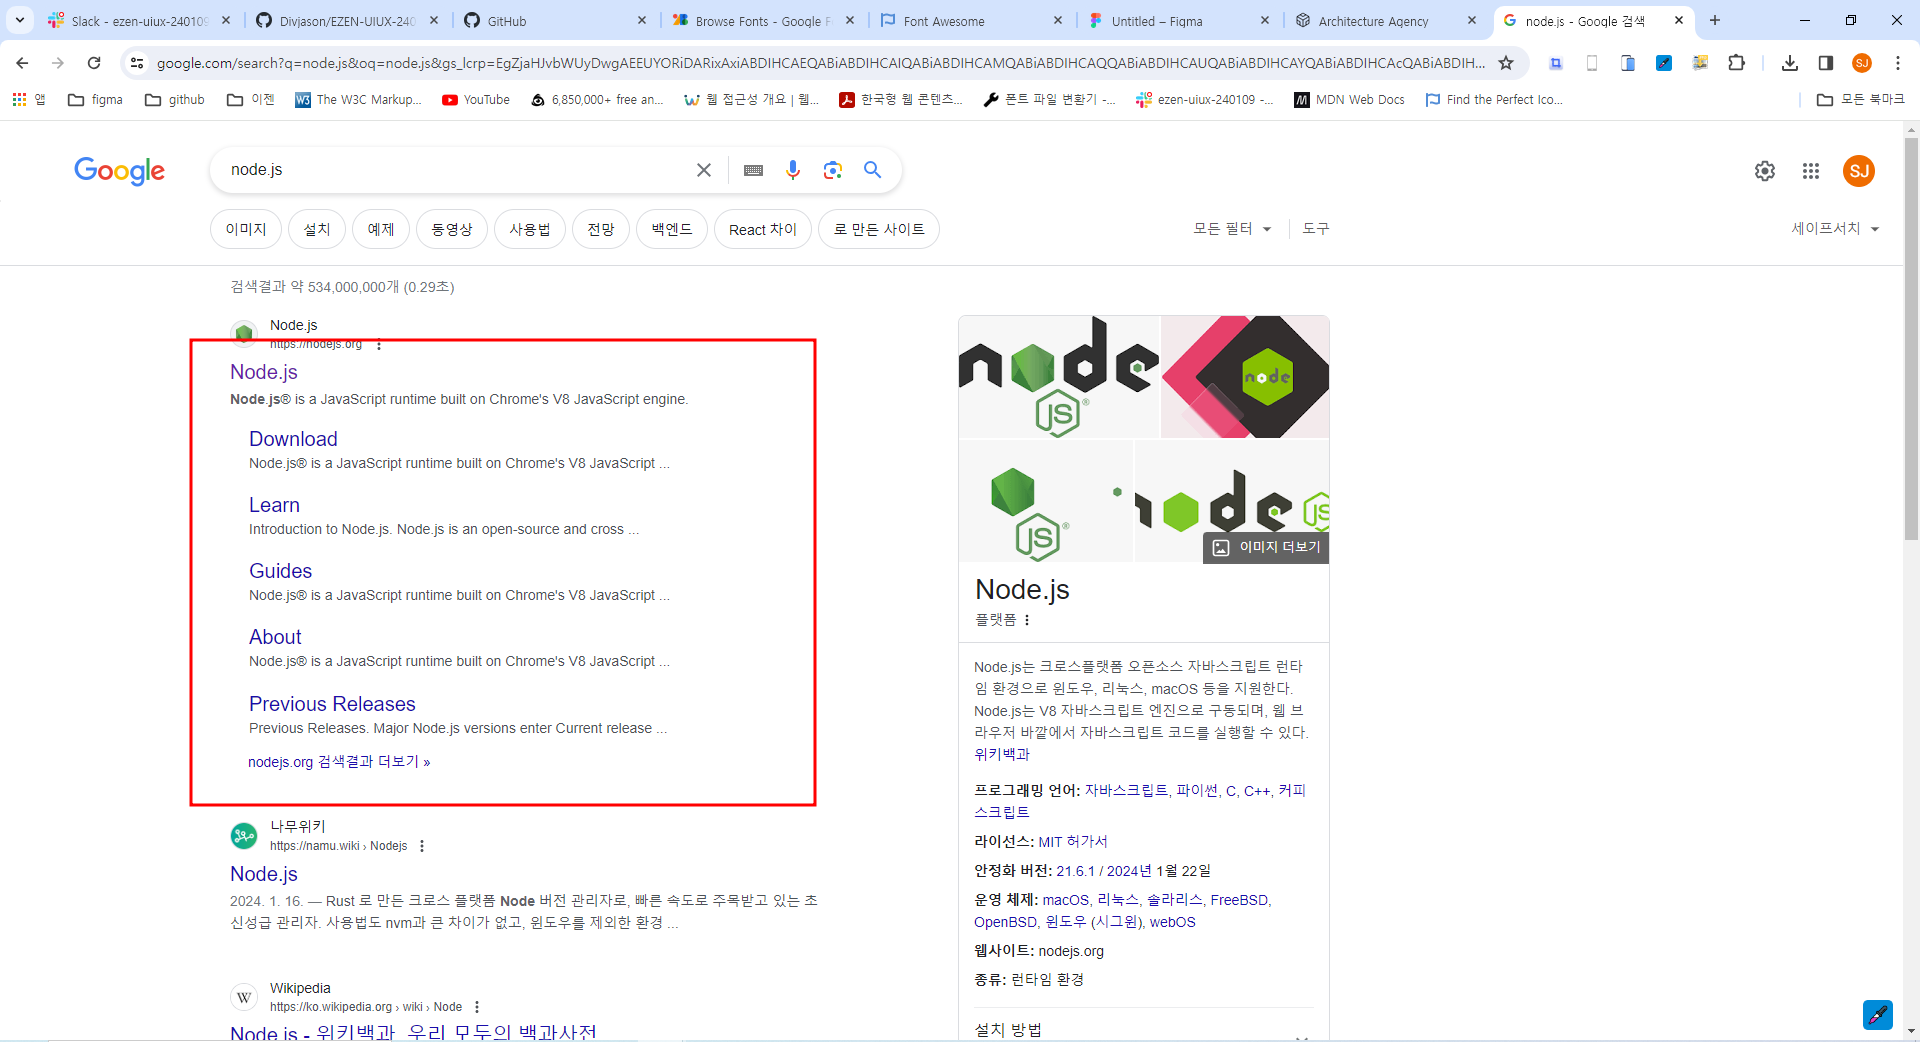 Slack - ezen-uiux-240109
Divjason/EZEN-UIUX-240
GitHub
Browse Fonts - Google F
Font Awesome
Untitled – Figma
Architecture Agency
node.js - Google 검색
google.com/search?q=node.js&oq=node.js&gs_lcrp=EgZjaHJvbWUyDwgAEEUYORiDARixAxiABDIHCAEQABiABDIHCAIQABiABDIHCAMQABiABDIHCAQQABiABDIHCAUQABiABDIHCAYQABiABDIHCAcQABiABDIH...
SJ
앱
figma
github
이젠
The W3C Markup...
YouTube
6,850,000+ free an...
웹 접근성 개요 | 웹...
한국형 웹 콘텐츠...
폰트 파일 변환기 -...
ezen-uiux-240109 -...
MDN Web Docs
Find the Perfect Ico...
모든 북마크
Google
node.js
SJ
이미지
설치
예제
동영상
사용법
전망
백엔드
React 차이
로 만든 사이트
모든 필터
도구
세이프서치
검색결과 약 534,000,000개 (0.29초)
Node.js
https://nodejs.org
Node.js
Node.js® is a JavaScript runtime built on Chrome's V8 JavaScript engine.
Download
Node.js® is a JavaScript runtime built on Chrome's V8 JavaScript ...
Learn
Introduction to Node.js. Node.js is an open-source and cross ...
Guides
Node.js® is a JavaScript runtime built on Chrome's V8 JavaScript ...
About
Node.js® is a JavaScript runtime built on Chrome's V8 JavaScript ...
Previous Releases
Previous Releases. Major Node.js versions enter Current release ...
nodejs.org 검색결과 더보기 »
나무위키
https://namu.wiki › Nodejs
Node.js
2024. 1. 16. — Rust 로 만든 크로스 플랫폼 Node 버전 관리자로, 빠른 속도로 주목받고 있는 초
신성급 관리자. 사용법도 nvm과 큰 차이가 없고, 윈도우를 제외한 환경 ...
W
Wikipedia
https://ko.wikipedia.org › wiki › Node
Node.js - 위키백과, 우리 모두의 백과사전
node
JS®
node
JS®
node
JS
이미지 더보기
Node.js
플랫폼
Node.js는 크로스플랫폼 오픈소스 자바스크립트 런타
임 환경으로 윈도우, 리눅스, macOS 등을 지원한다.
Node.js는 V8 자바스크립트 엔진으로 구동되며, 웹 브
라우저 바깥에서 자바스크립트 코드를 실행할 수 있다.
위키백과
프로그래밍 언어: 자바스크립트, 파이썬, C, C++, 커피
스크립트
라이선스: MIT 허가서
안정화 버전: 21.6.1 / 2024년 1월 22일
운영 체제: macOS, 리눅스, 솔라리스, FreeBSD,
OpenBSD, 윈도우 (시그윈), webOS
웹사이트: nodejs.org
종류: 런타임 환경
설치 방법